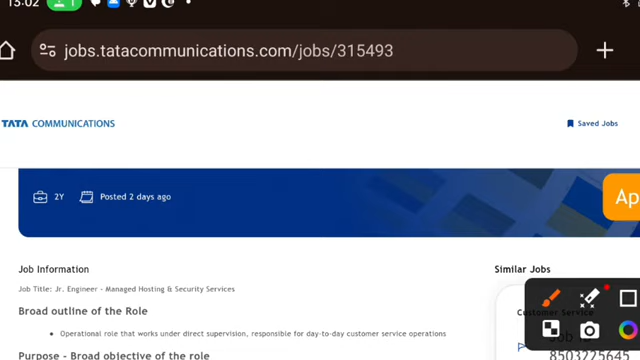 15:02
1
jobs.tatacommunications.com/jobs/315493
TATA COMMUNICATIONS
Saved Jobs
2Y
Posted 2 days ago
Ap
Job Information
Similar Jobs
Job Title: Jr. Engineer - Managed Hosting & Security Services
Customer Service
Broad outline of the Role
Operational role that works under direct supervision, responsible for day-to-day customer service operations
Purpose - Broad objective of the role
8503225645